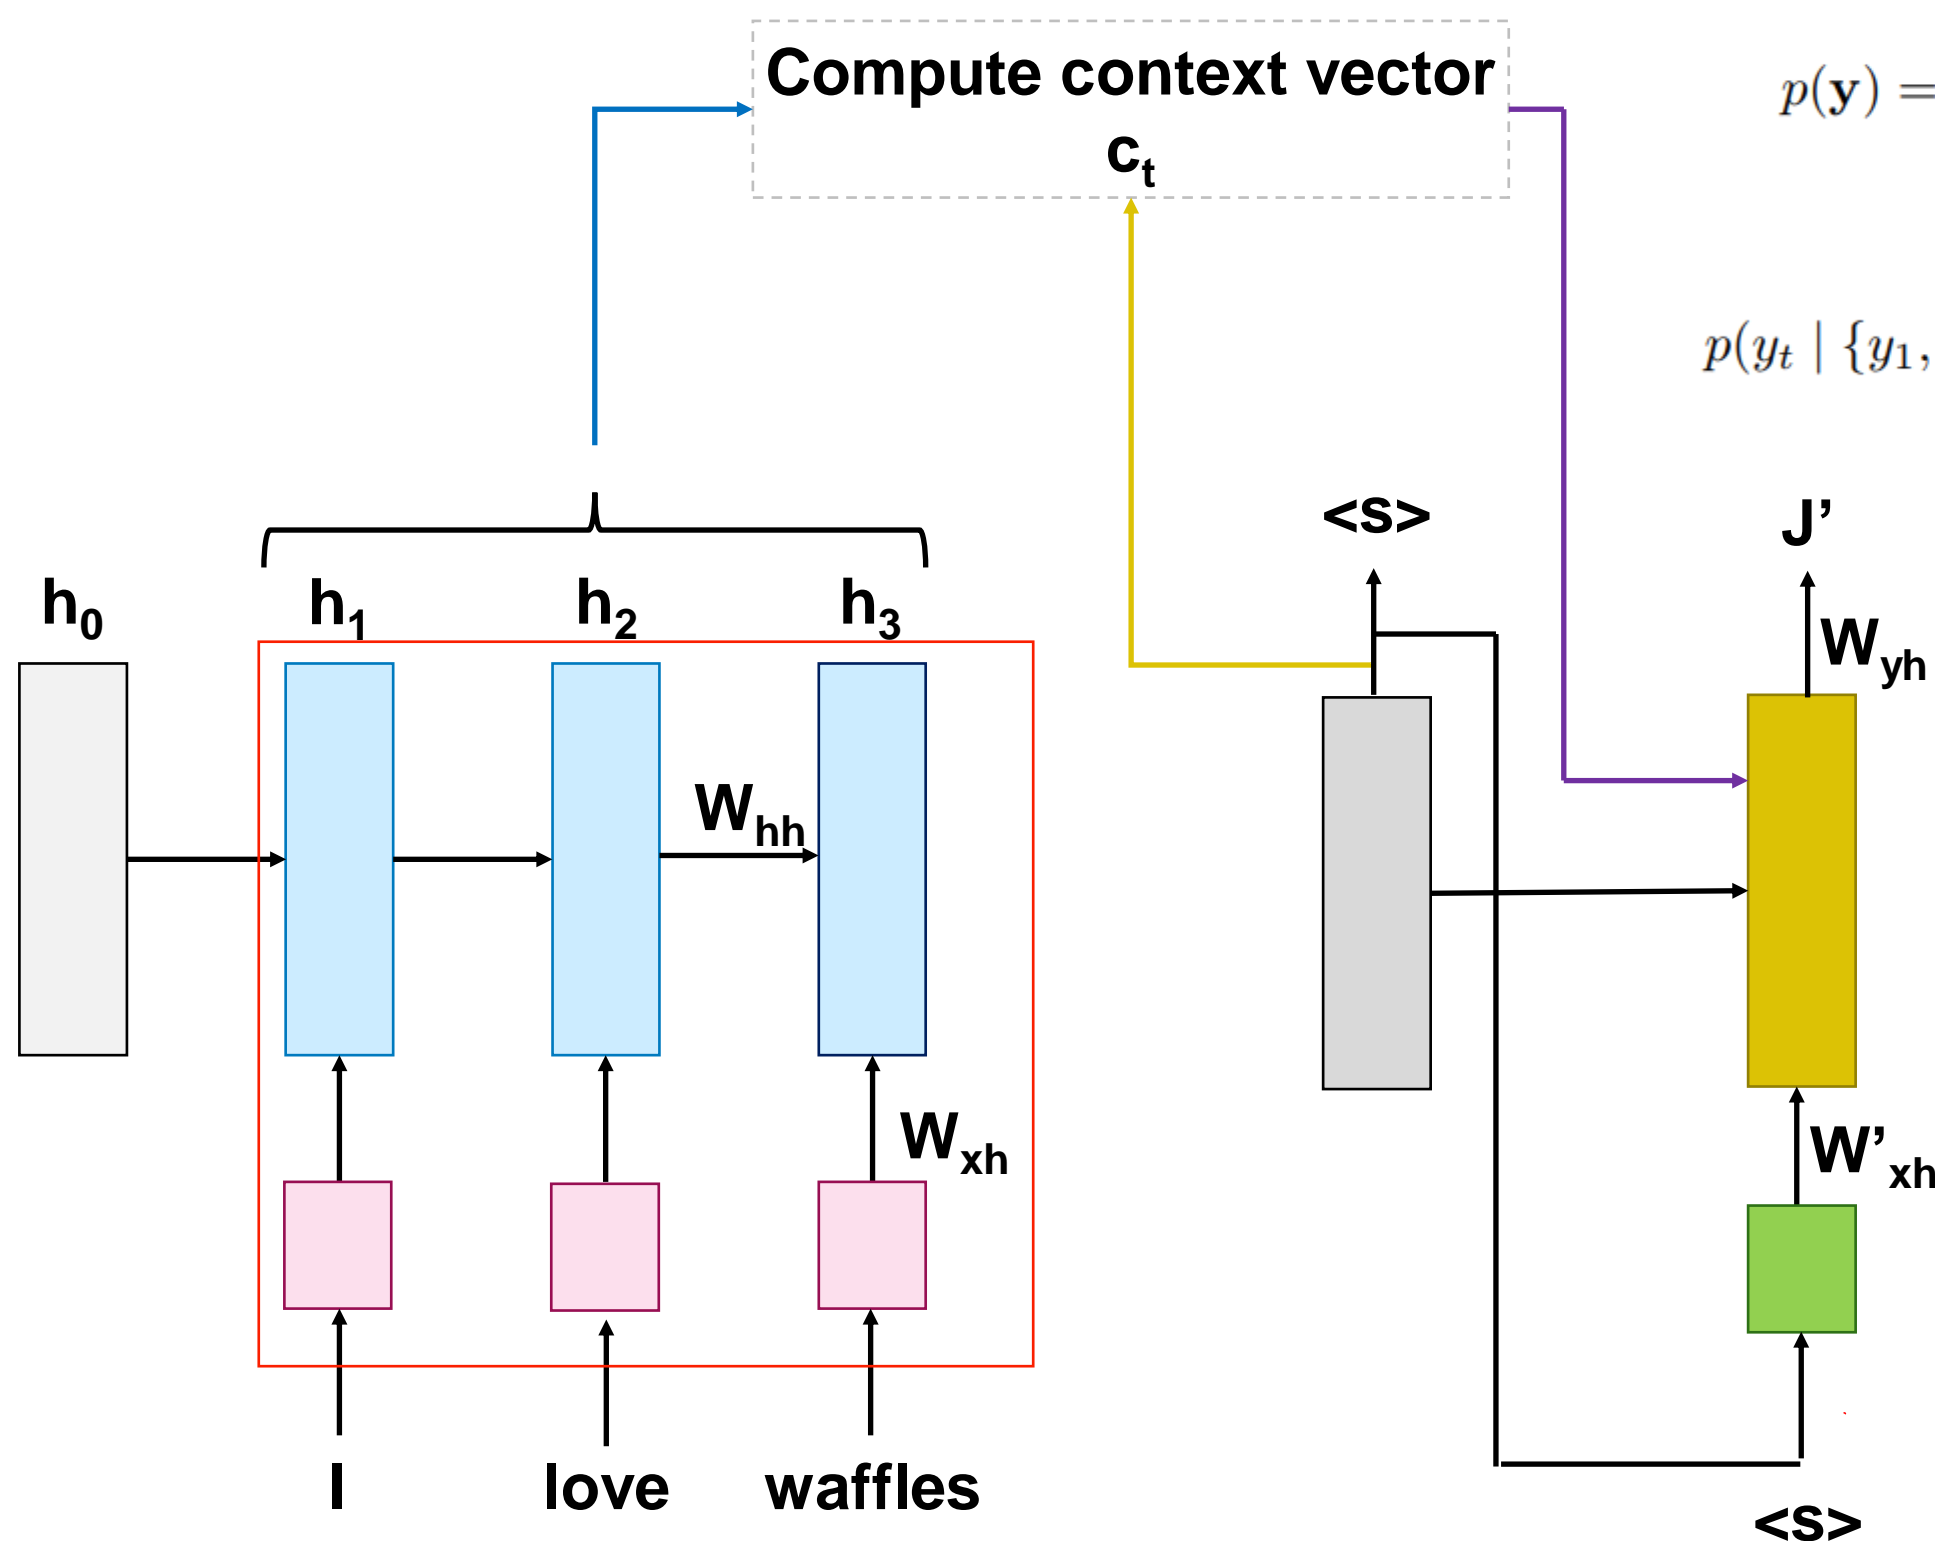 Compute context vector
c_t
p(y) =
p(y_t | {y_1,
<s>
J’
h_0
h_1
h_2
h_3
W_yh
W_hh
W_xh
W’_xh
I
love
waffles
<s>